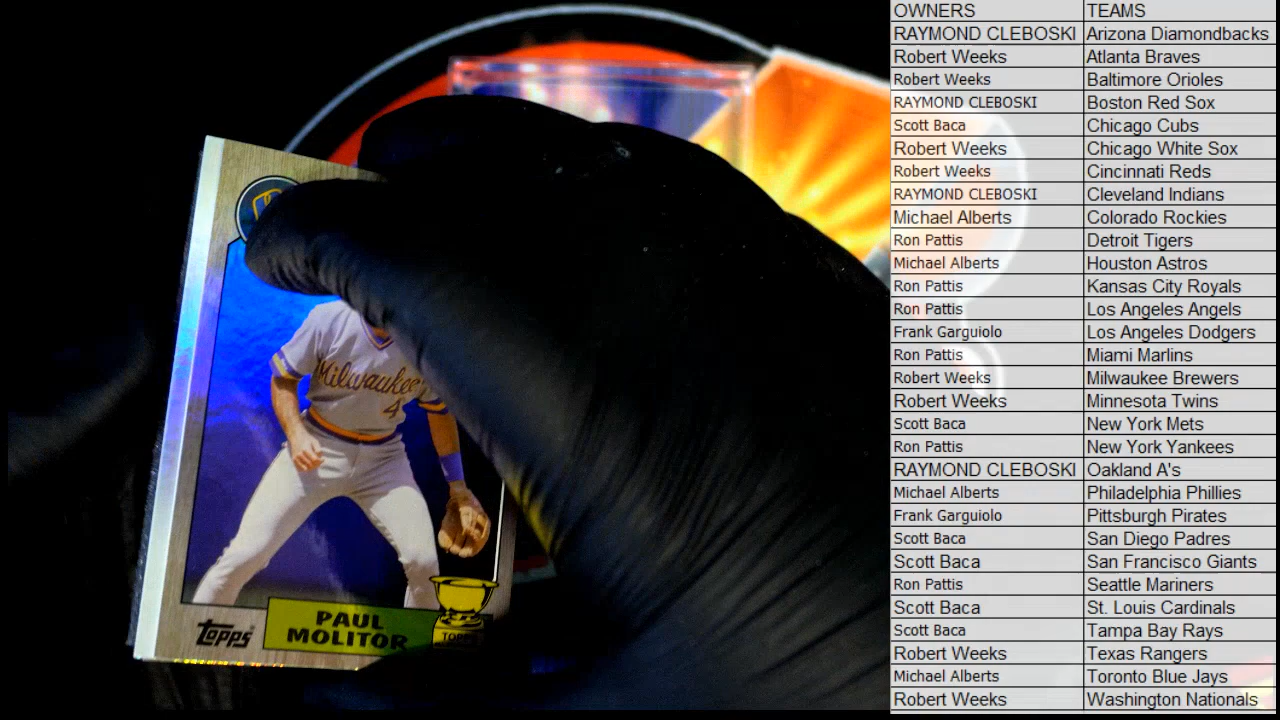 Milwaukee
4
topps
PAUL
MOLITOR
OWNERS TEAMS
RAYMOND CLEBOSKI Arizona Diamondbacks
Robert Weeks Atlanta Braves
Robert Weeks Baltimore Orioles
RAYMOND CLEBOSKI Boston Red Sox
Scott Baca Chicago Cubs
Robert Weeks Chicago White Sox
Robert Weeks Cincinnati Reds
RAYMOND CLEBOSKI Cleveland Indians
Michael Alberts Colorado Rockies
Ron Pattis Detroit Tigers
Michael Alberts Houston Astros
Ron Pattis Kansas City Royals
Ron Pattis Los Angeles Angels
Frank Garguiolo Los Angeles Dodgers
Ron Pattis Miami Marlins
Robert Weeks Milwaukee Brewers
Robert Weeks Minnesota Twins
Scott Baca New York Mets
Ron Pattis New York Yankees
RAYMOND CLEBOSKI Oakland A's
Michael Alberts Philadelphia Phillies
Frank Garguiolo Pittsburgh Pirates
Scott Baca San Diego Padres
Scott Baca San Francisco Giants
Ron Pattis Seattle Mariners
Scott Baca St. Louis Cardinals
Scott Baca Tampa Bay Rays
Robert Weeks Texas Rangers
Michael Alberts Toronto Blue Jays
Robert Weeks Washington Nationals